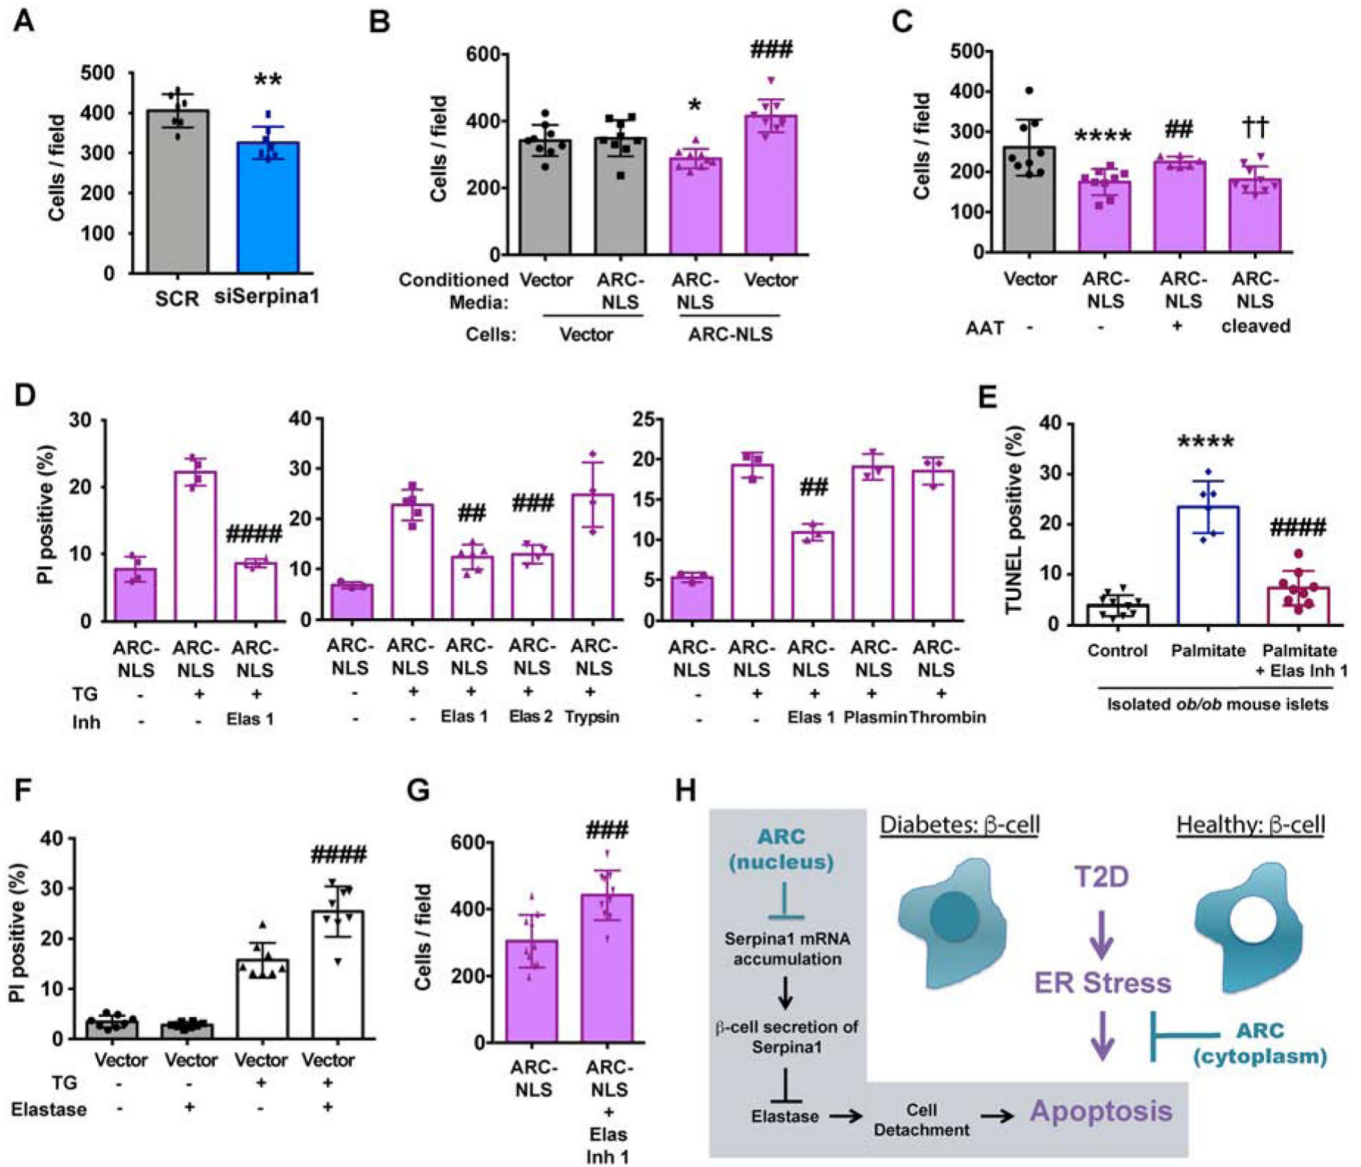 A
Cells / field
500
400
300
200
100
0
**
SCR
siSerpina1
B
Cells / field
600
400
200
0
*
###
Conditioned
Media:
Vector
ARC-
NLS
ARC-
NLS
Vector
Cells:
Vector
ARC-NLS
C
Cells / field
500
400
300
200
100
0
****
##
††
Vector
ARC-
NLS
ARC-
NLS
ARC-
NLS
AAT
-
-
+
cleaved
D
PI positive (%)
30
20
10
0
####
ARC-
NLS
ARC-
NLS
ARC-
NLS
TG
-
+
+
Inh
-
-
Elas 1
40
30
20
10
0
##
###
ARC-
NLS
ARC-
NLS
ARC-
NLS
ARC-
NLS
ARC-
NLS
-
+
+
+
+
-
-
Elas 1
Elas 2
Trypsin
25
20
15
10
5
0
##
ARC-
NLS
ARC-
NLS
ARC-
NLS
ARC-
NLS
ARC-
NLS
-
+
+
+
+
-
-
Elas 1
Plasmin
Thrombin
E
TUNEL positive (%)
40
30
20
10
0
****
####
Control
Palmitate
Palmitate
+ Elas Inh 1
Isolated ob/ob mouse islets
F
PI positive (%)
40
30
20
10
0
####
Vector
Vector
Vector
Vector
TG
-
-
+
+
Elastase
-
+
-
+
G
Cells / field
600
400
200
0
###
ARC-
NLS
ARC-
NLS
+
Elas
Inh 1
H
ARC
(nucleus)
Serpina1 mRNA
accumulation
β-cell secretion of
Serpina1
Elastase
Cell
Detachment
Apoptosis
Diabetes: β-cell
Healthy: β-cell
T2D
ER Stress
ARC
(cytoplasm)